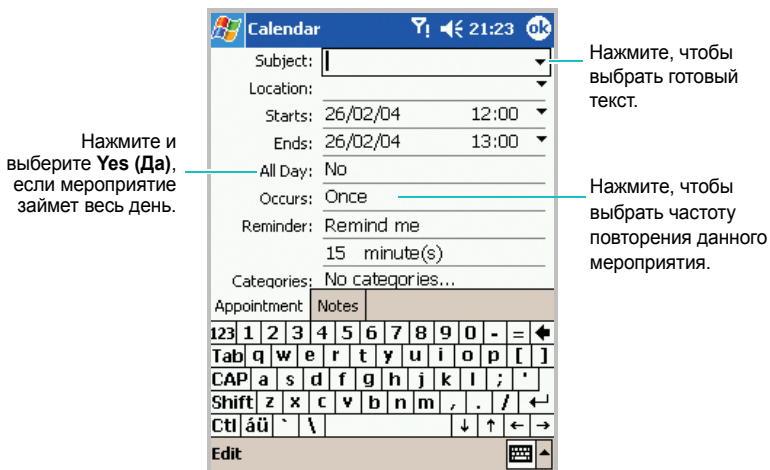 Calendar 21:23 ok
Subject:
Location:
Starts: 26/02/04 12:00
Ends: 26/02/04 13:00
All Day: No
Occurs: Once
Reminder: Remind me
15 minute(s)
Categories: No categories...
Appointment Notes
123 1 2 3 4 5 6 7 8 9 0 - =
Tab q w e r t y u i o p [ ]
CAP a s d f g h j k l ; '
Shift z x c v b n m , . /
Ctl áü ` \ ↓ ↑ ← →
Edit
Нажмите и
выберите Yes (Да),
если мероприятие
займет весь день.
Нажмите, чтобы
выбрать готовый
текст.
Нажмите, чтобы
выбрать частоту
повторения данного
мероприятия.